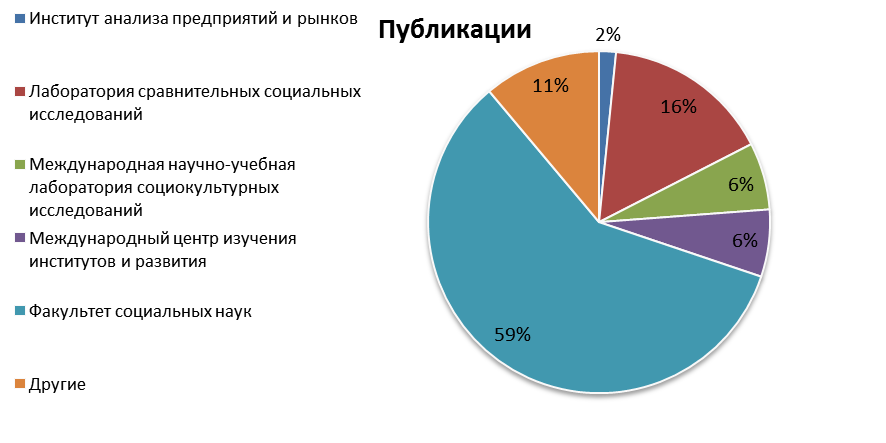 Институт анализа предприятий и рынков
Лаборатория сравнительных социальных
исследований
Международная научно-учебная
лаборатория социокультурных
исследований
Международный центр изучения
институтов и развития
Факультет социальных наук
Другие
Публикации
2%
16%
6%
6%
59%
11%